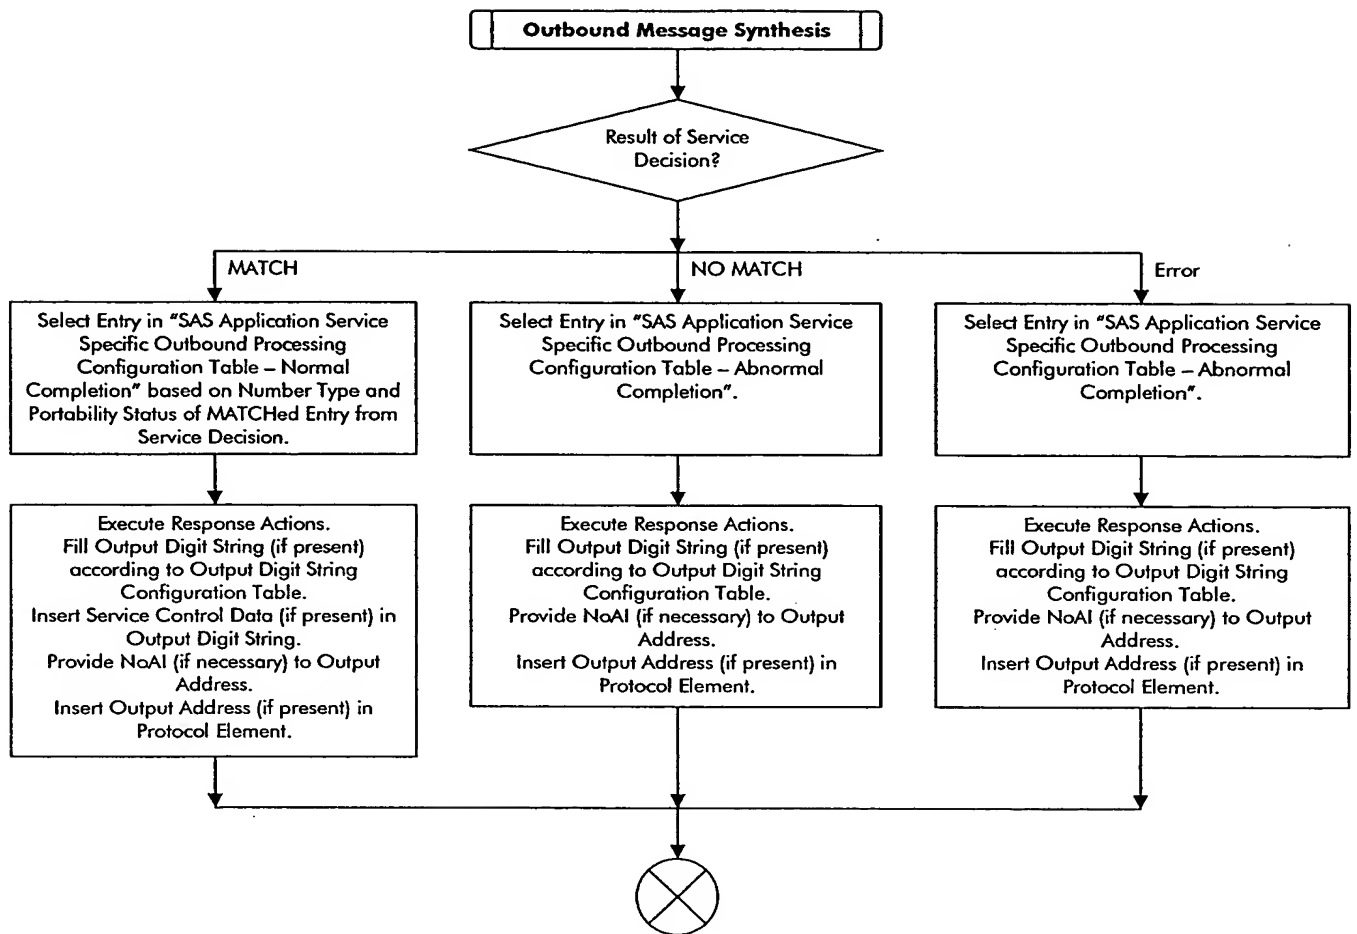 Outbound Message Synthesis
Result of Service
Decision?
MATCH
NO MATCH
Error
Select Entry in "SAS Application Service
Specific Outbound Processing
Configuration Table – Normal
Completion" based on Number Type and
Portability Status of MATCHed Entry from
Service Decision.
Select Entry in "SAS Application Service
Specific Outbound Processing
Configuration Table – Abnormal
Completion".
Select Entry in "SAS Application Service
Specific Outbound Processing
Configuration Table – Abnormal
Completion".
Execute Response Actions.
Fill Output Digit String (if present)
according to Output Digit String
Configuration Table.
Insert Service Control Data (if present) in
Output Digit String.
Provide NoAI (if necessary) to Output
Address.
Insert Output Address (if present) in
Protocol Element.
Execute Response Actions.
Fill Output Digit String (if present)
according to Output Digit String
Configuration Table.
Provide NoAI (if necessary) to Output
Address.
Insert Output Address (if present) in
Protocol Element.
Execute Response Actions.
Fill Output Digit String (if present)
according to Output Digit String
Configuration Table.
Provide NoAI (if necessary) to Output
Address.
Insert Output Address (if present) in
Protocol Element.